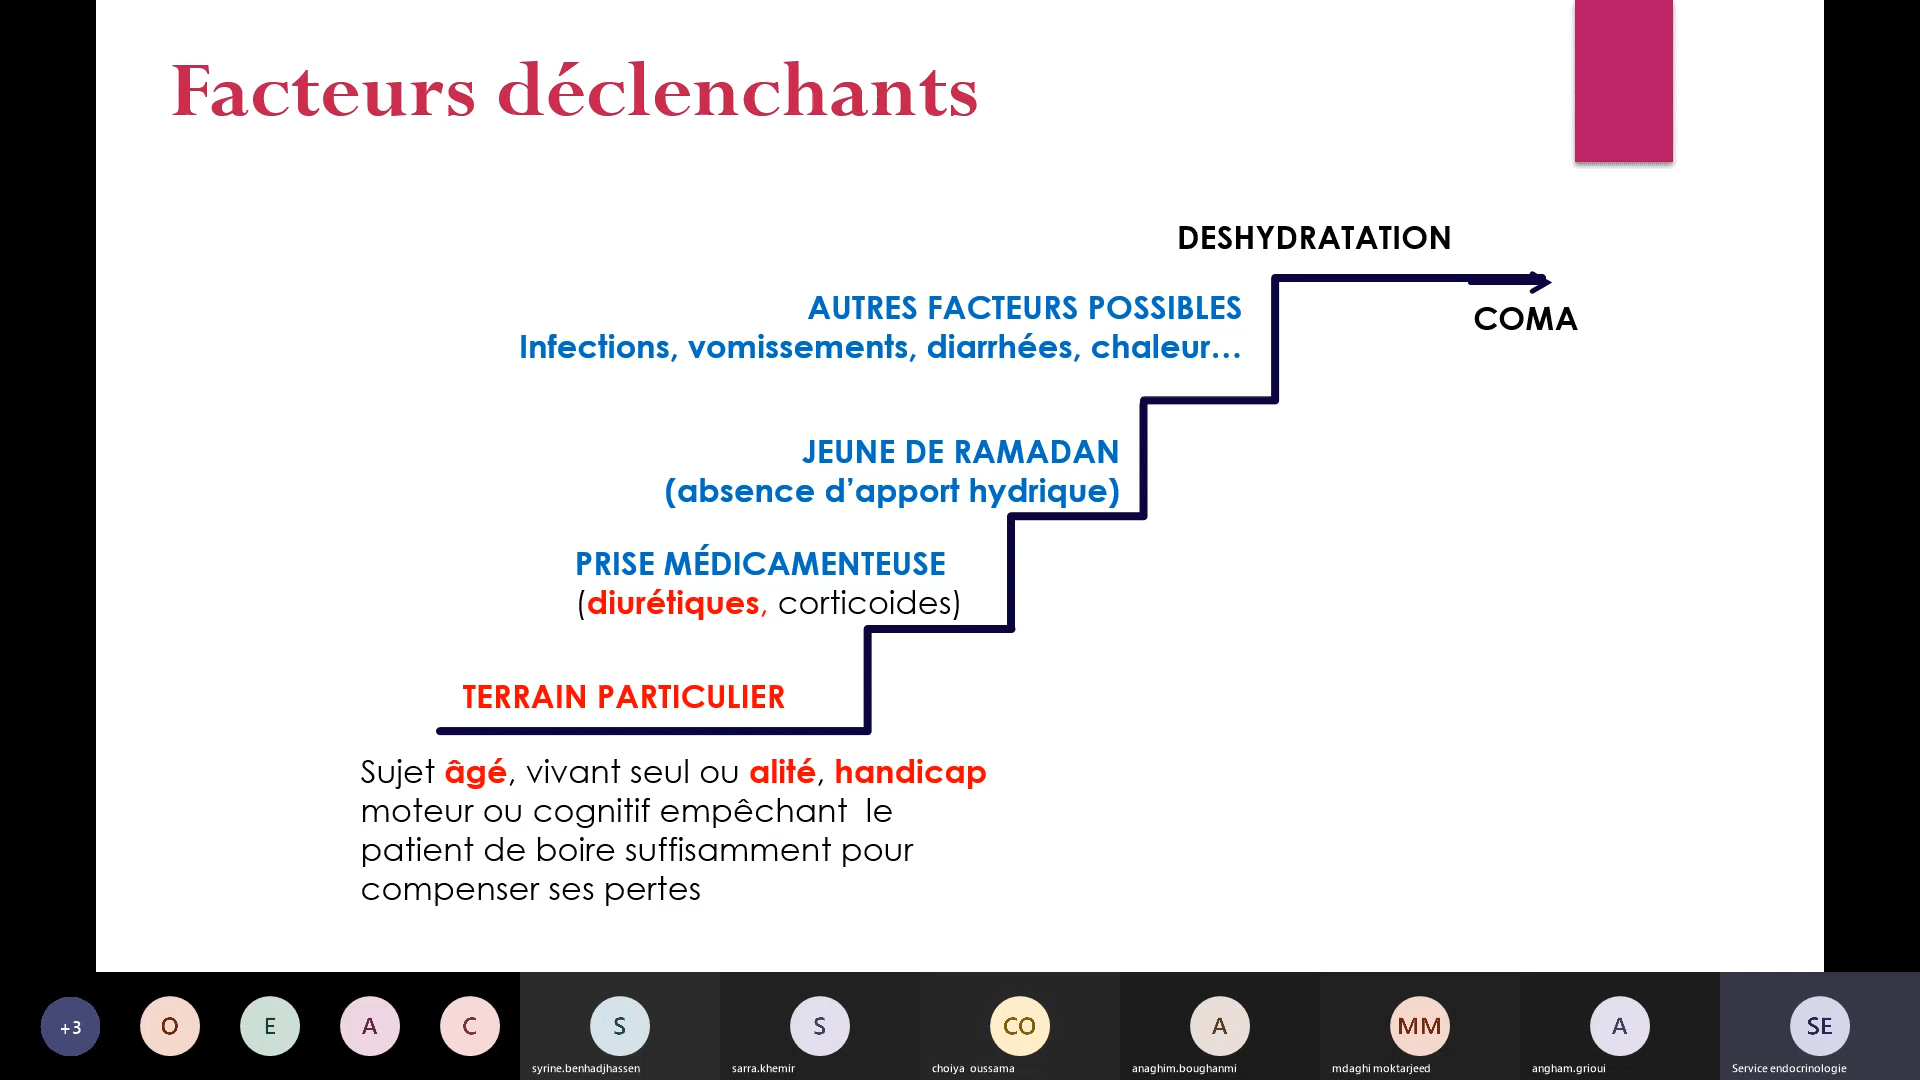 Facteurs déclenchants
DESHYDRATATION
COMA
AUTRES FACTEURS POSSIBLES
Infections, vomissements, diarrhées, chaleur…
JEUNE DE RAMADAN
(absence d’apport hydrique)
PRISE MÉDICAMENTEUSE
(diurétiques, corticoides)
TERRAIN PARTICULIER
Sujet âgé, vivant seul ou alité, handicap
moteur ou cognitif empêchant le
patient de boire suffisamment pour
compenser ses pertes
+3
O
E
A
C
S
syrine.benhadjhassen
S
sarra.khemir
CO
choiya oussama
A
anaghim.boughanmi
MM
mdaghi moktarjeed
A
angham.grioui
SE
Service endocrinologie